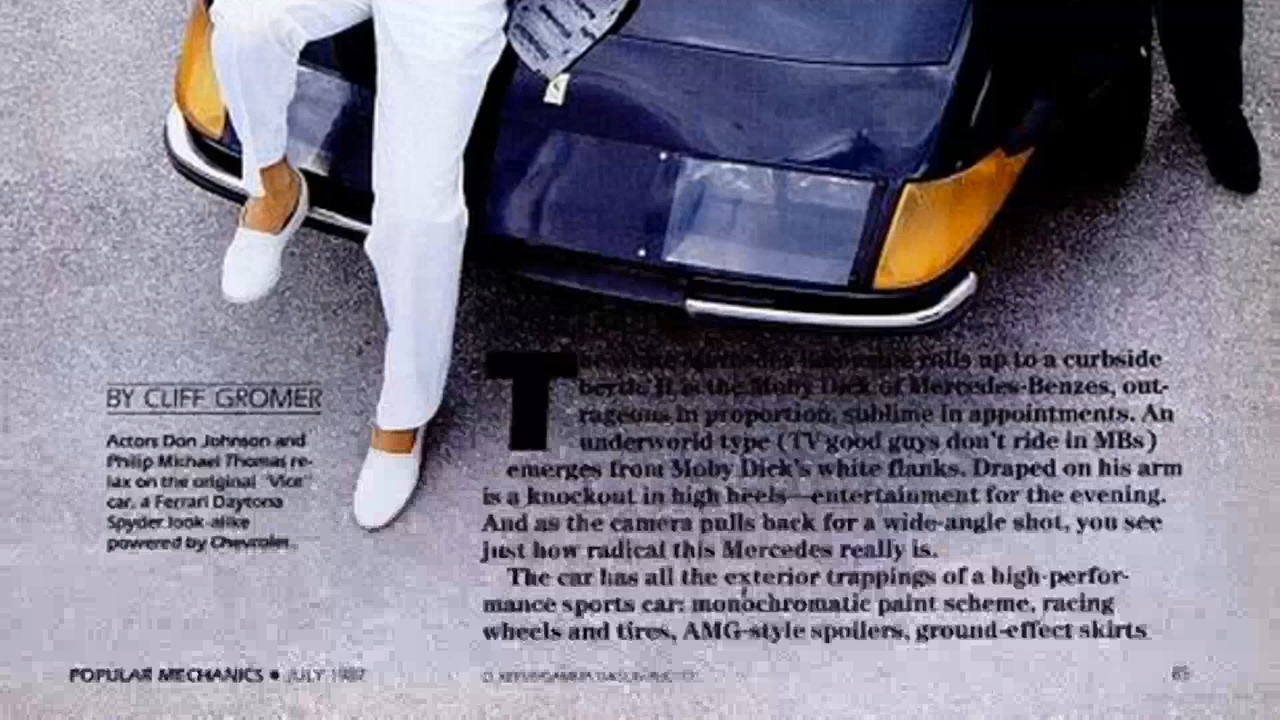 BY CLIFF GROMER
Actors Don Johnson and
Philip Michael Thomas re-
lax on the original "Vice"
car, a Ferrari Daytona
Spyder look-alike
powered by Chevrolet.
rolls up to a curbside
is the Moby Dick of Mercedes-Benzes, out-
rageous in proportion, sublime in appointments. An
underworld type (TV good guys don't ride in MBs)
emerges from Moby Dick's white flanks. Draped on his arm
is a knockout in high heels—entertainment for the evening.
And as the camera pulls back for a wide-angle shot, you see
just how radical this Mercedes really is.
The car has all the exterior trappings of a high-perfor-
mance sports car: monochromatic paint scheme, racing
wheels and tires, AMG-style spoilers, ground-effect skirts
POPULAR MECHANICS • JULY 1987
85